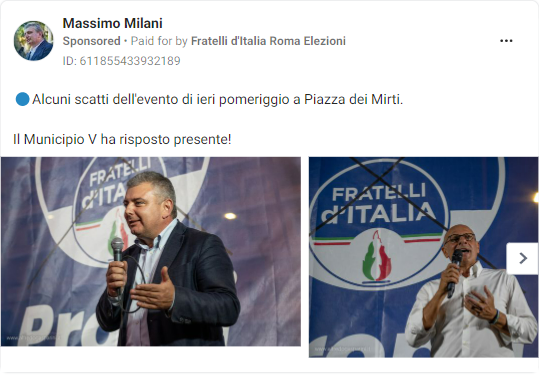 Massimo Milani
Sponsored • Paid for by Fratelli d'Italia Roma Elezioni
ID: 611855433932189
Alcuni scatti dell'evento di ieri pomeriggio a Piazza dei Mirti.
Il Municipio V ha risposto presente!
FRATELLI
d'ITALIA
FRATELLI
d'ITALIA